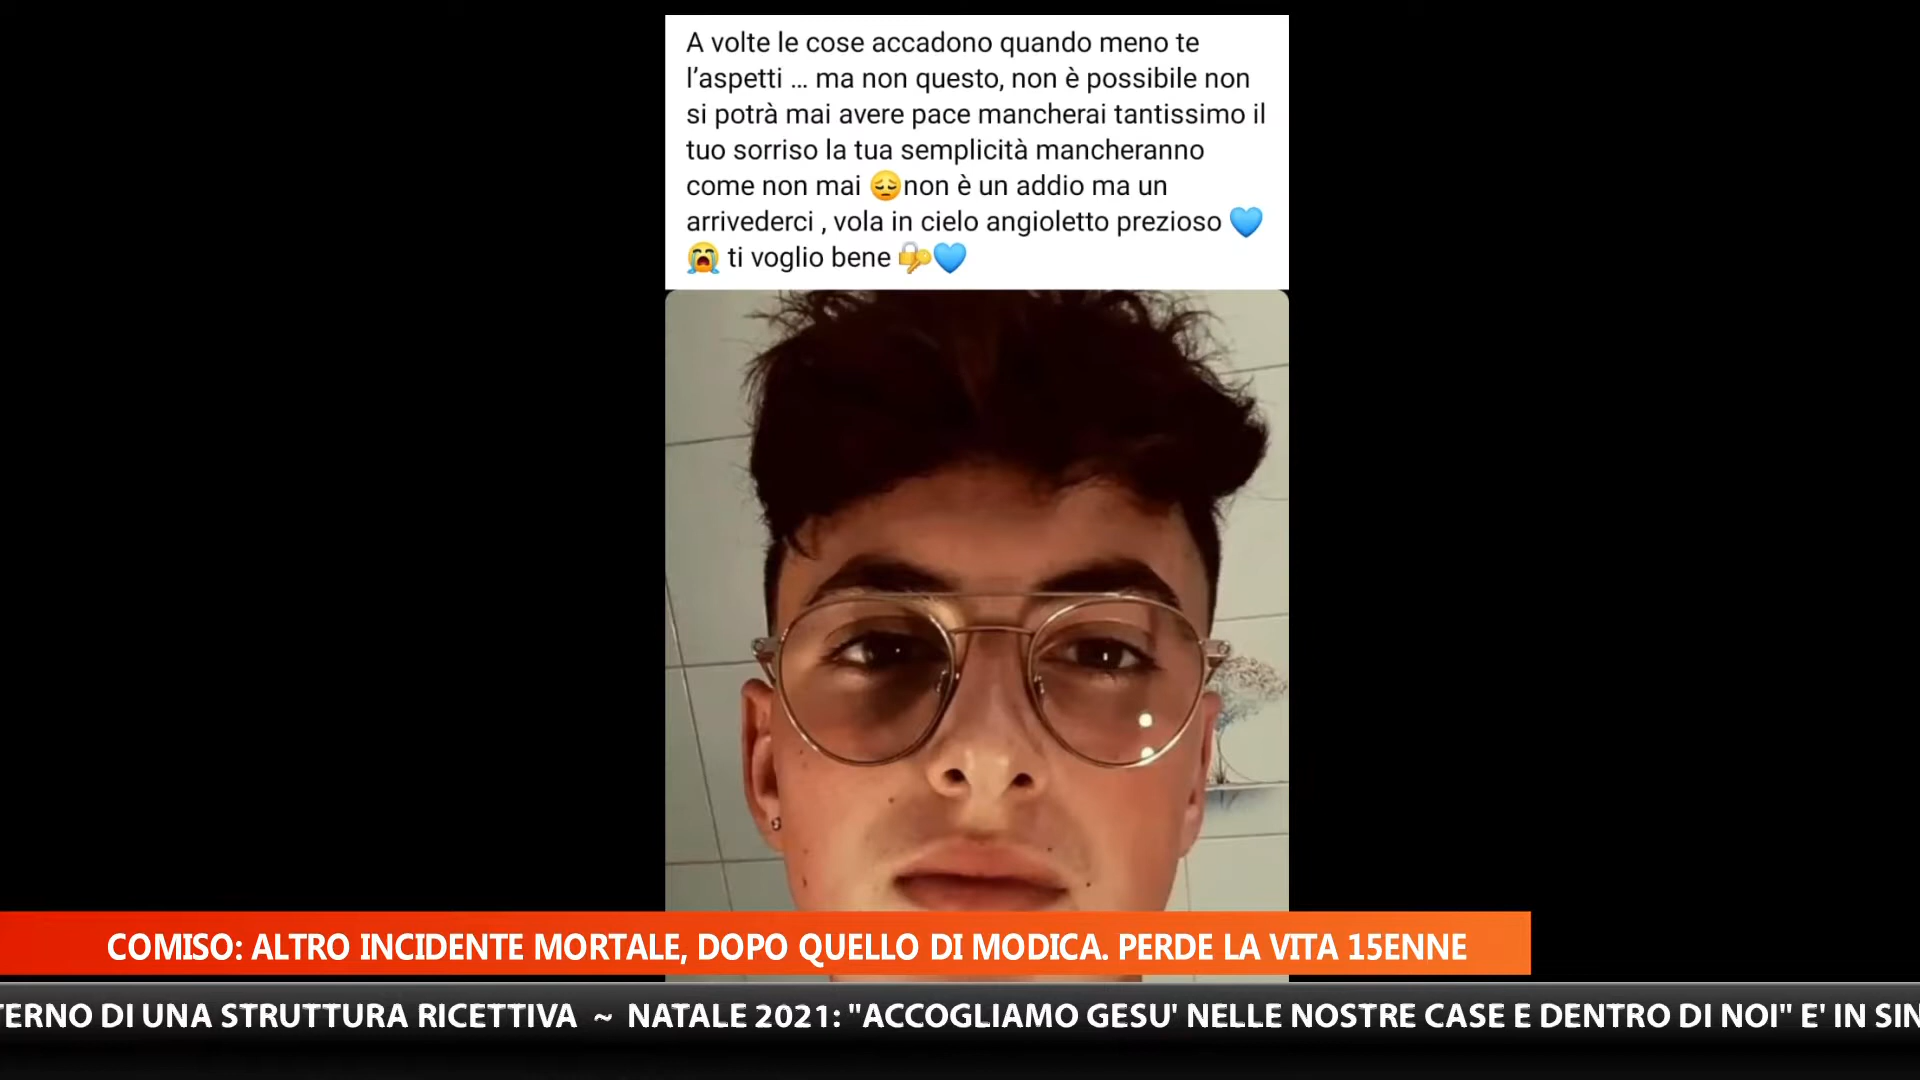 A volte le cose accadono quando meno te
l’aspetti ... ma non questo, non è possibile non
si potrà mai avere pace mancherai tantissimo il
tuo sorriso la tua semplicità mancheranno
come non mai 😔non è un addio ma un
arrivederci , vola in cielo angioletto prezioso 💙
😭 ti voglio bene 🔐💙
COMISO: ALTRO INCIDENTE MORTALE, DOPO QUELLO DI MODICA. PERDE LA VITA 15ENNE
TERNO DI UNA STRUTTURA RICETTIVA ~ NATALE 2021: "ACCOGLIAMO GESU' NELLE NOSTRE CASE E DENTRO DI NOI" E' IN SIN